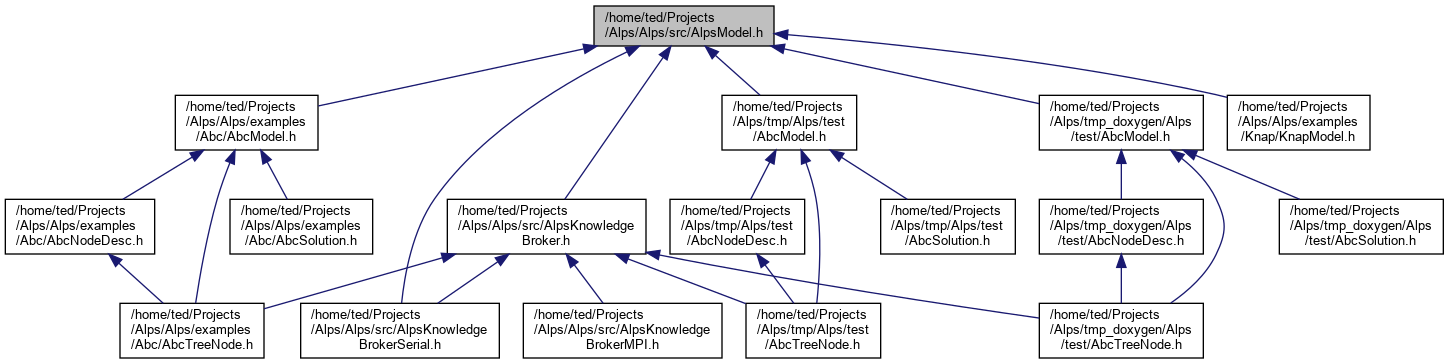 /home/ted/Projects
/Alps/Alps/src/AlpsModel.h
/home/ted/Projects
/Alps/Alps/examples
/Abc/AbcModel.h
/home/ted/Projects
/Alps/tmp/Alps/test
/AbcModel.h
/home/ted/Projects
/Alps/tmp_doxygen/Alps
/test/AbcModel.h
/home/ted/Projects
/Alps/Alps/examples
/Knap/KnapModel.h
/home/ted/Projects
/Alps/Alps/examples
/Abc/AbcNodeDesc.h
/home/ted/Projects
/Alps/Alps/examples
/Abc/AbcSolution.h
/home/ted/Projects
/Alps/Alps/src/AlpsKnowledge
Broker.h
/home/ted/Projects
/Alps/tmp/Alps/test
/AbcNodeDesc.h
/home/ted/Projects
/Alps/tmp/Alps/test
/AbcSolution.h
/home/ted/Projects
/Alps/tmp_doxygen/Alps
/test/AbcNodeDesc.h
/home/ted/Projects
/Alps/tmp_doxygen/Alps
/test/AbcSolution.h
/home/ted/Projects
/Alps/Alps/examples
/Abc/AbcTreeNode.h
/home/ted/Projects
/Alps/Alps/src/AlpsKnowledge
BrokerSerial.h
/home/ted/Projects
/Alps/Alps/src/AlpsKnowledge
BrokerMPI.h
/home/ted/Projects
/Alps/tmp/Alps/test
/AbcTreeNode.h
/home/ted/Projects
/Alps/tmp_doxygen/Alps
/test/AbcTreeNode.h